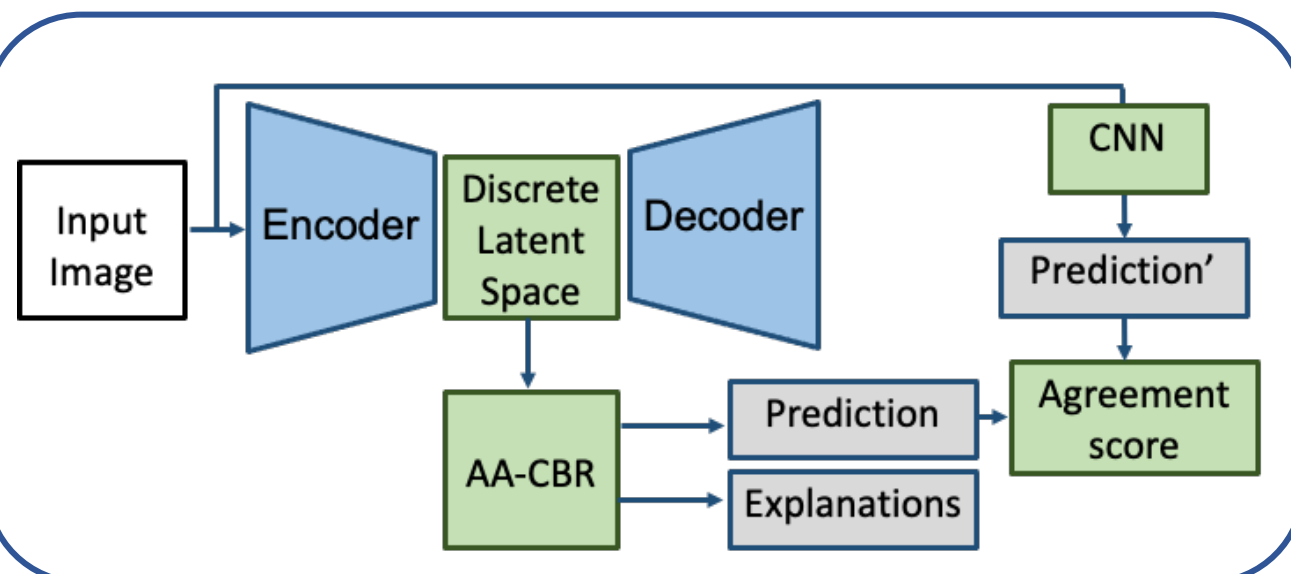 Input
Image
Encoder
Discrete
Latent
Space
Decoder
CNN
Prediction’
AA-CBR
Prediction
Explanations
Agreement
score